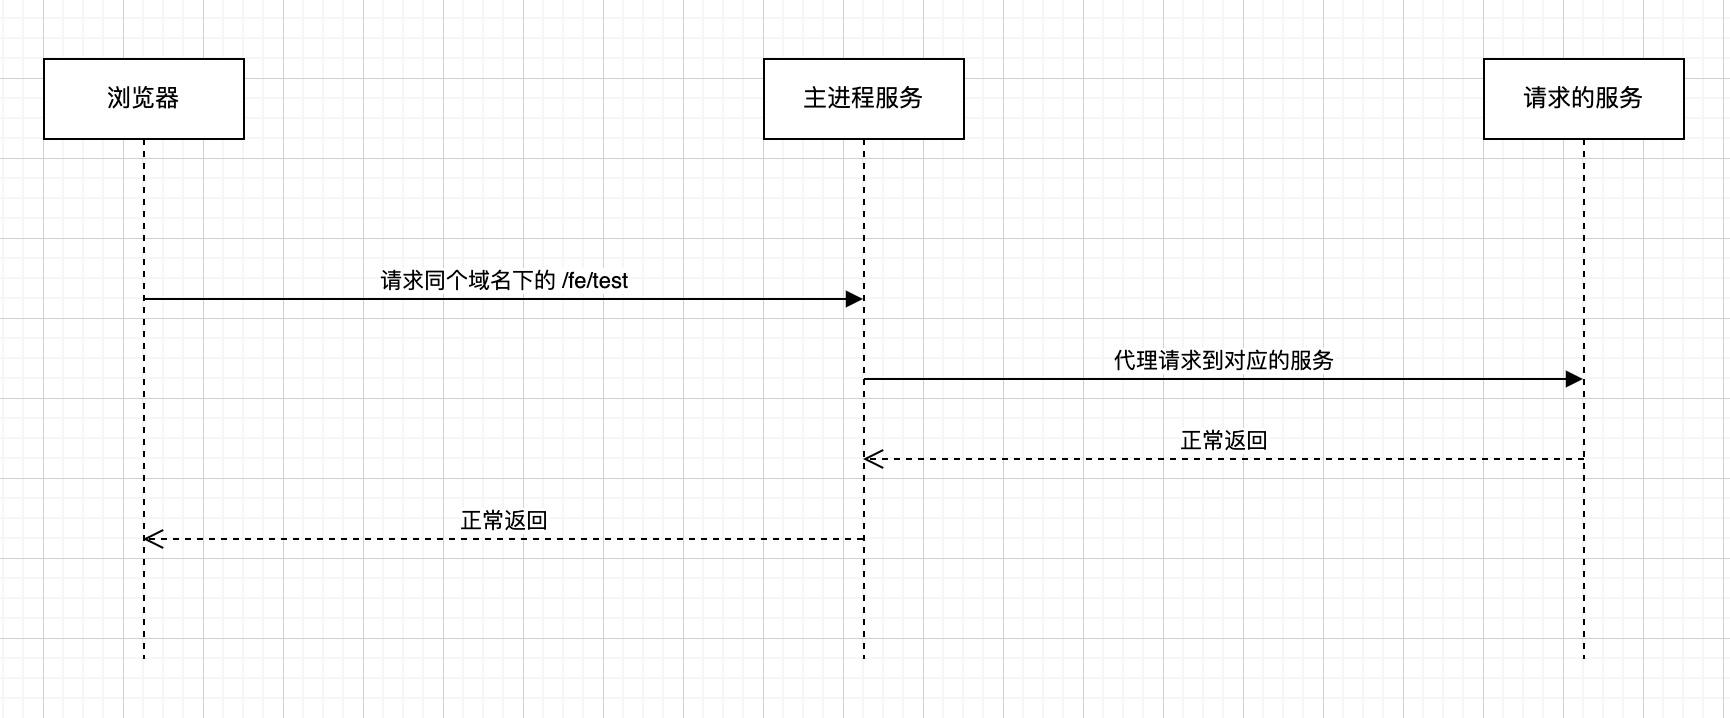 浏览器
主进程服务
请求的服务
请求同个域名下的 /fe/test
代理请求到对应的服务
正常返回
正常返回